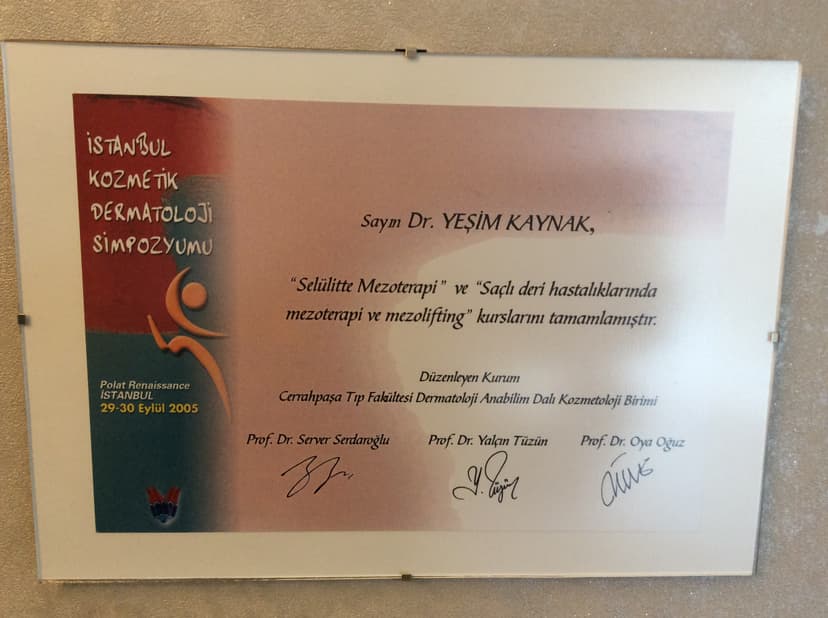 İSTANBUL
KOZMETİK
DERMATOLOJİ
SİMPOZYUMU
Sayın Dr. YEŞİM KAYNAK,
“Selülitte Mezoterapi” ve “Saçlı deri hastalıklarında
mezoterapi ve mezolifting” kurslarını tamamlamıştır.
Polat Renaissance
İSTANBUL
29-30 Eylül 2005
Düzenleyen Kurum
Cerrahpaşa Tıp Fakültesi Dermatoloji Anabilim Dalı Kozmetoloji Birimi
Prof. Dr. Server Serdaroğlu Prof. Dr. Yalçın Tüzün Prof. Dr. Oya Oğuz
Y. Tüzün